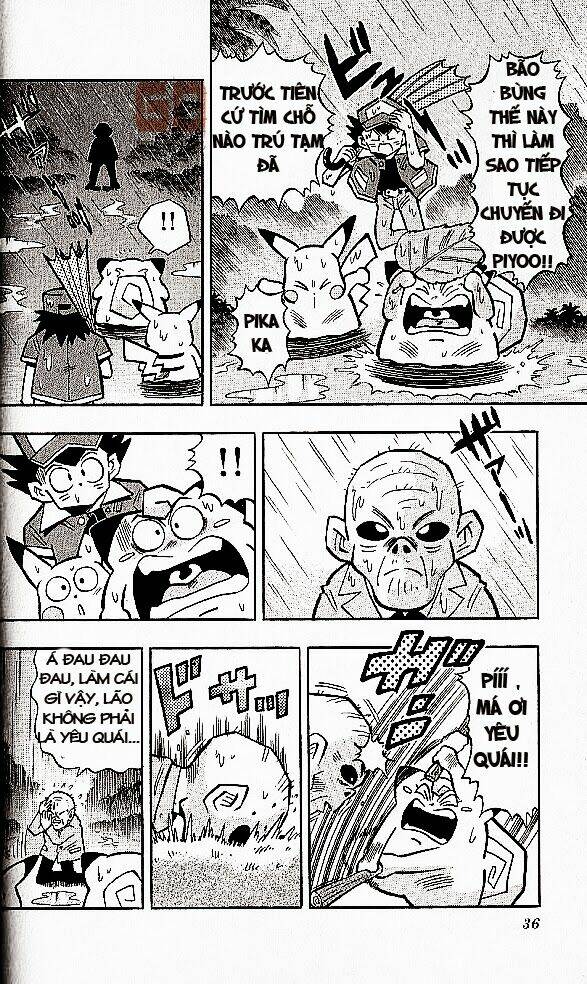 BÃO
BÙNG
THẾ NÀY
THÌ LÀM
SAO TIẾP
TỤC
CHUYẾN ĐI
ĐƯỢC
PIYOO!!
TRƯỚC TIÊN
CỨ TÌM CHỖ
NÀO TRÚ TẠM
ĐÃ
PIKA
KA
!!
!!
PÍÍÍ,
MÁ ƠI
YÊU
QUÁI!!
Á ĐAU ĐAU
ĐAU, LÀM CÁI
GÌ VẬY, LÃO
KHÔNG PHẢI
LÀ YÊU QUÁI...
36